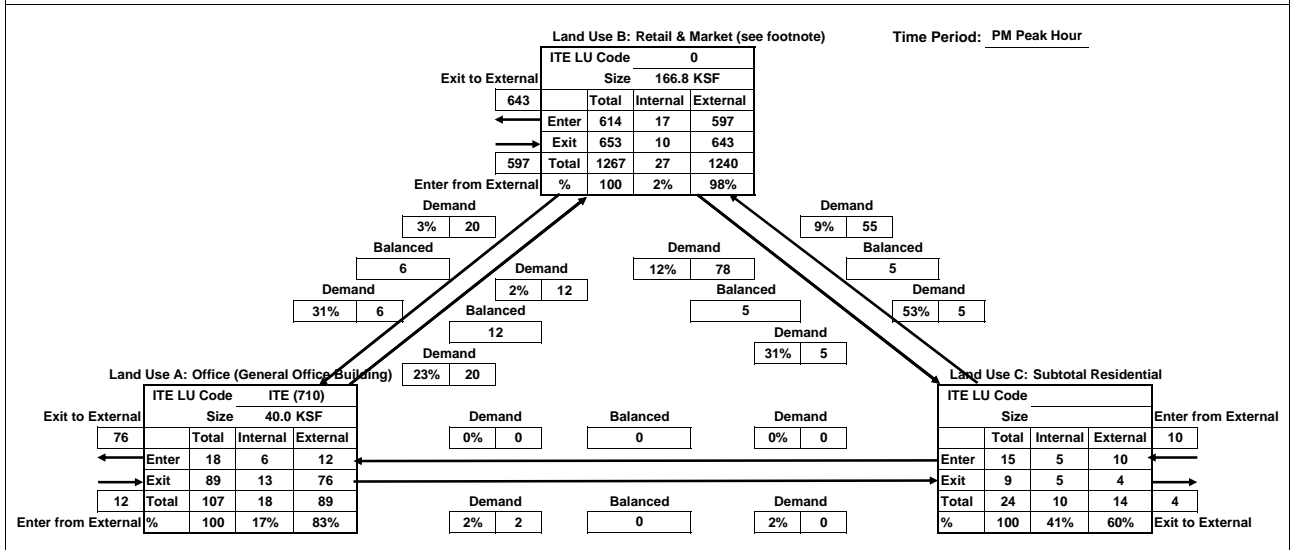 Land Use B: Retail & Market (see footnote)
Time Period: PM Peak Hour
ITE LU Code 0
Exit to External Size 166.8 KSF
643 Total Internal External
Enter 614 17 597
Exit 653 10 643
597 Total 1267 27 1240
Enter from External % 100 2% 98%
Demand
3% 20
Balanced
6
Demand
31% 6
Demand
2% 12
Balanced
12
Demand
23% 20
Demand
12% 78
Balanced
5
Demand
31% 5
Demand
9% 55
Balanced
5
Demand
53% 5
Land Use A: Office (General Office Building)
ITE LU Code ITE (710)
Exit to External Size 40.0 KSF
76 Total Internal External
Enter 18 6 12
Exit 89 13 76
12 Total 107 18 89
Enter from External % 100 17% 83%
Demand Balanced Demand
0% 0 0 0% 0
Demand Balanced Demand
2% 2 0 2% 0
Land Use C: Subtotal Residential
ITE LU Code
Size Enter from External
Total Internal External 10
Enter 15 5 10
Exit 9 5 4
Total 24 10 14 4
% 100 41% 60% Exit to External